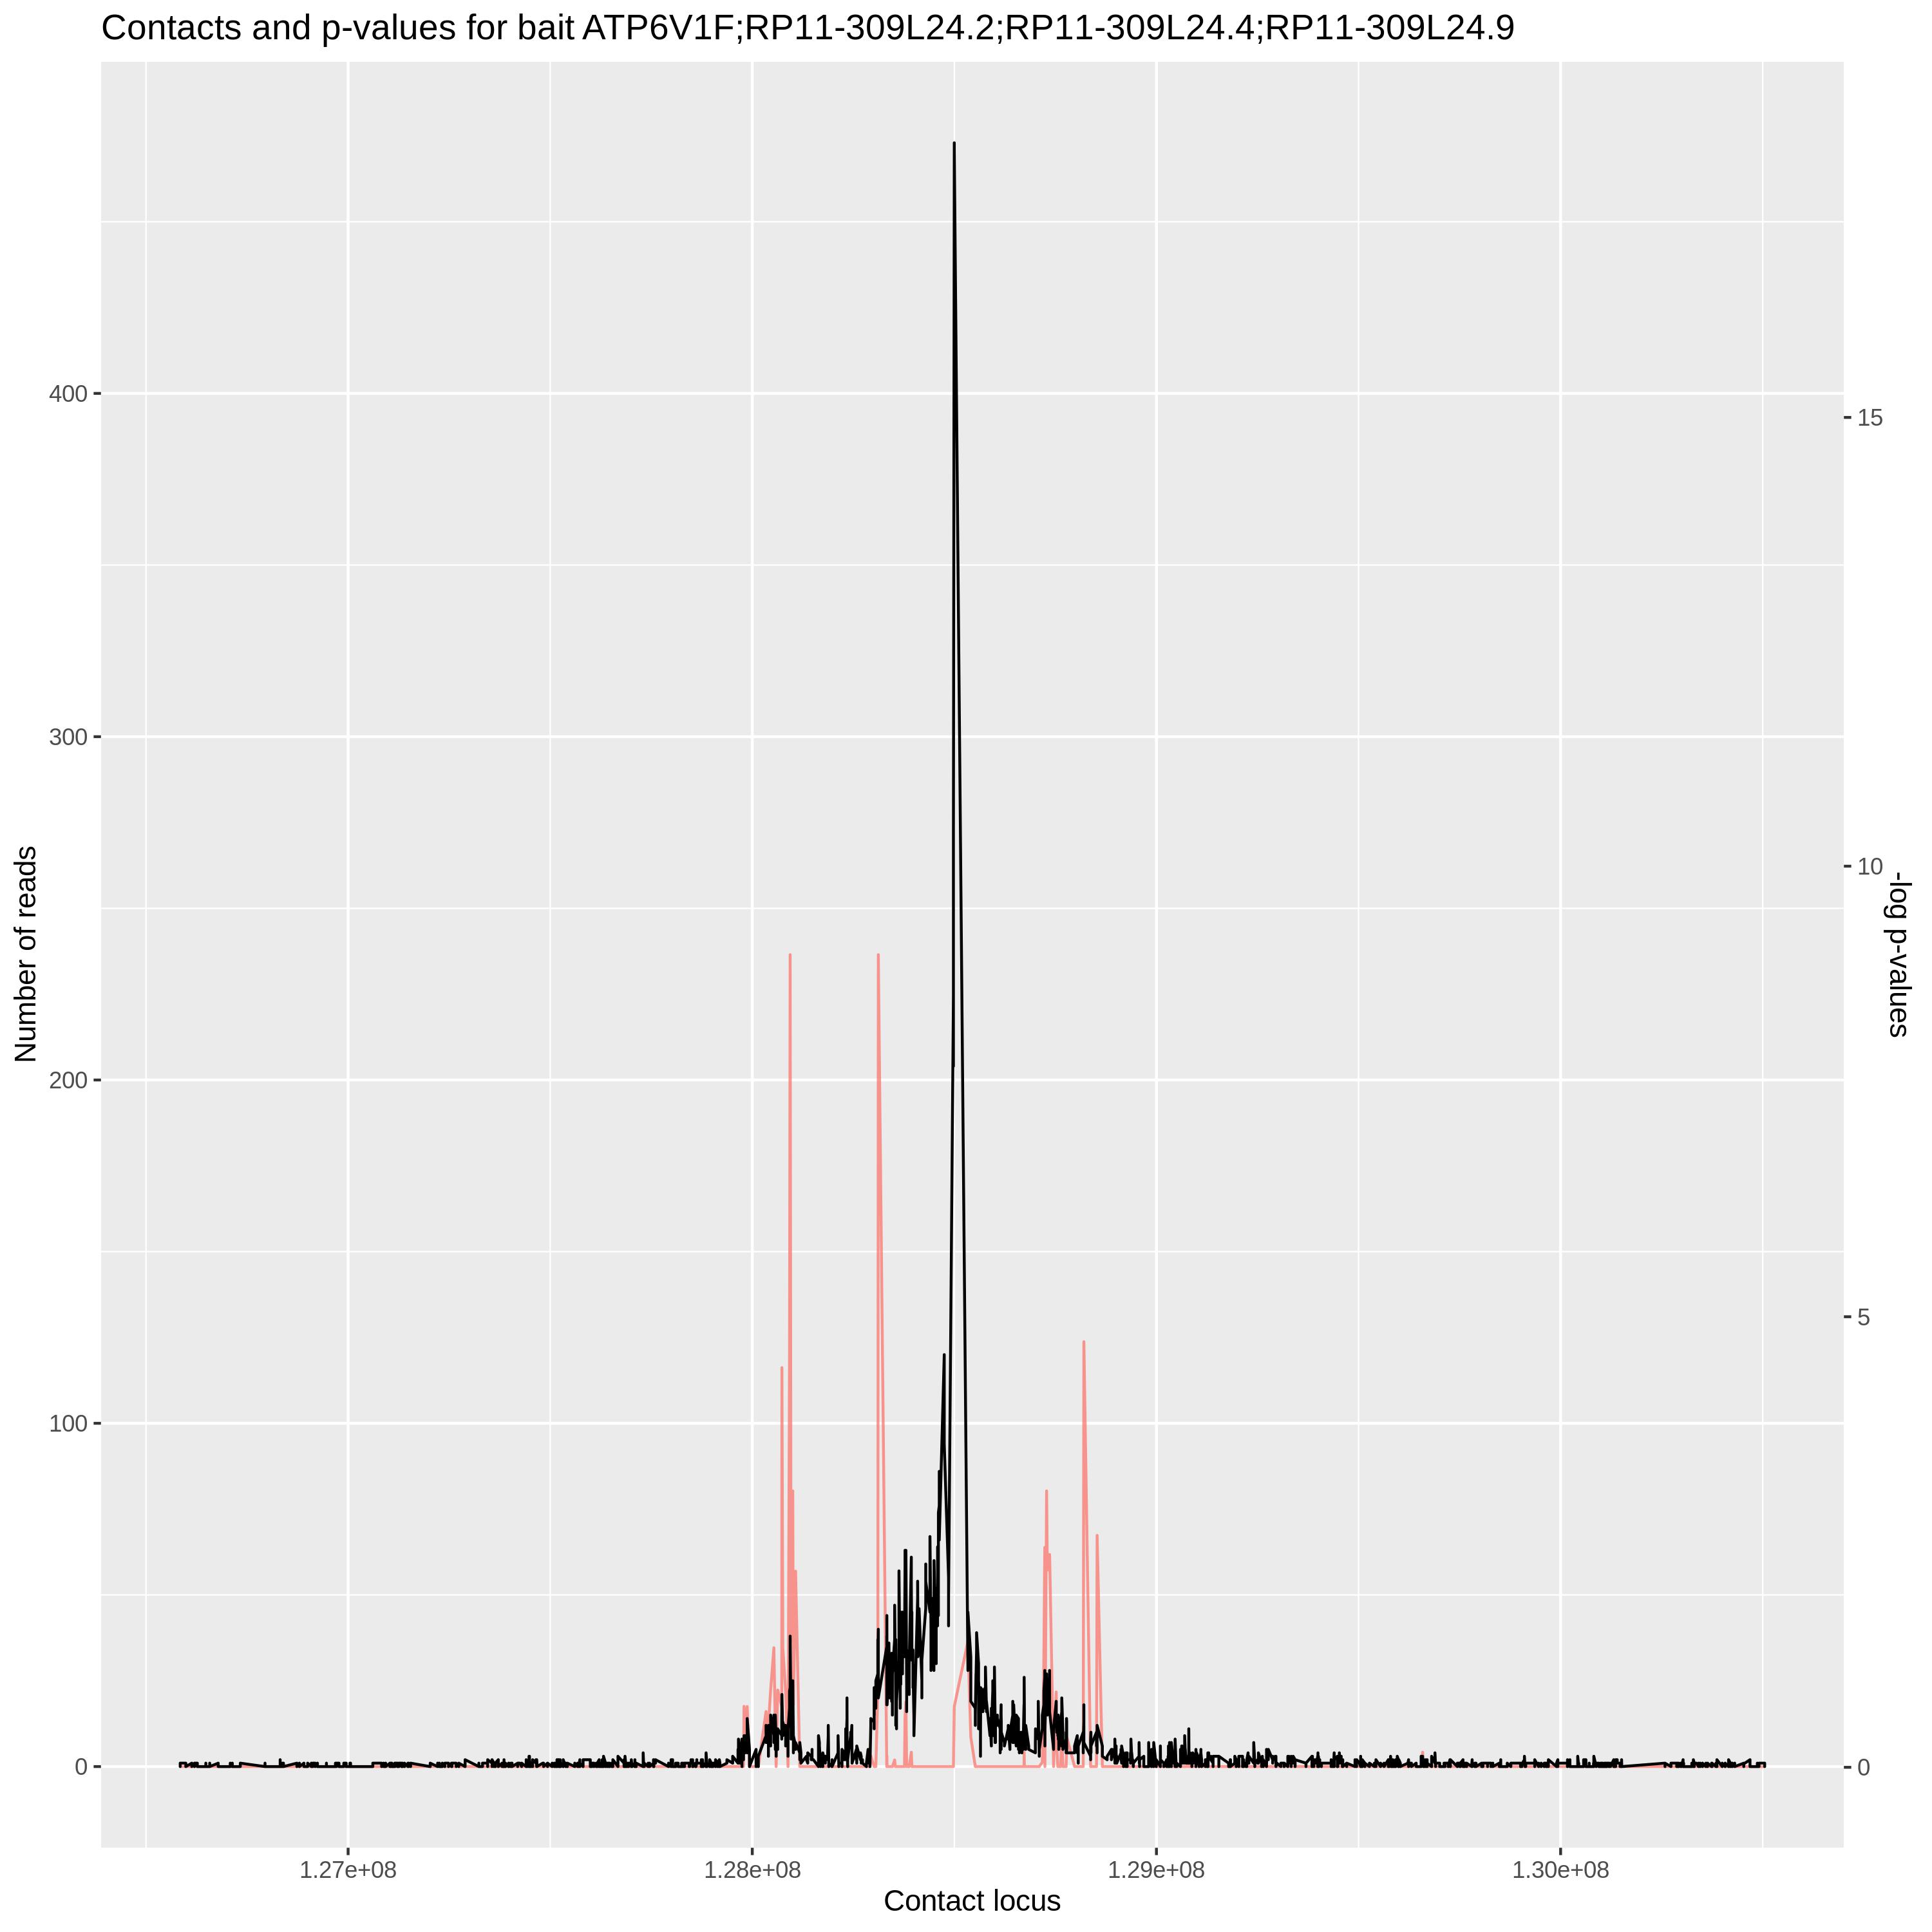 Contacts and p-values for bait ATP6V1F;RP11-309L24.2;RP11-309L24.4;RP11-309L24.9
Number of reads
400
300
200
100
0
15
10
5
0
-log p-values
1.27e+08
1.28e+08
1.29e+08
1.30e+08
Contact locus